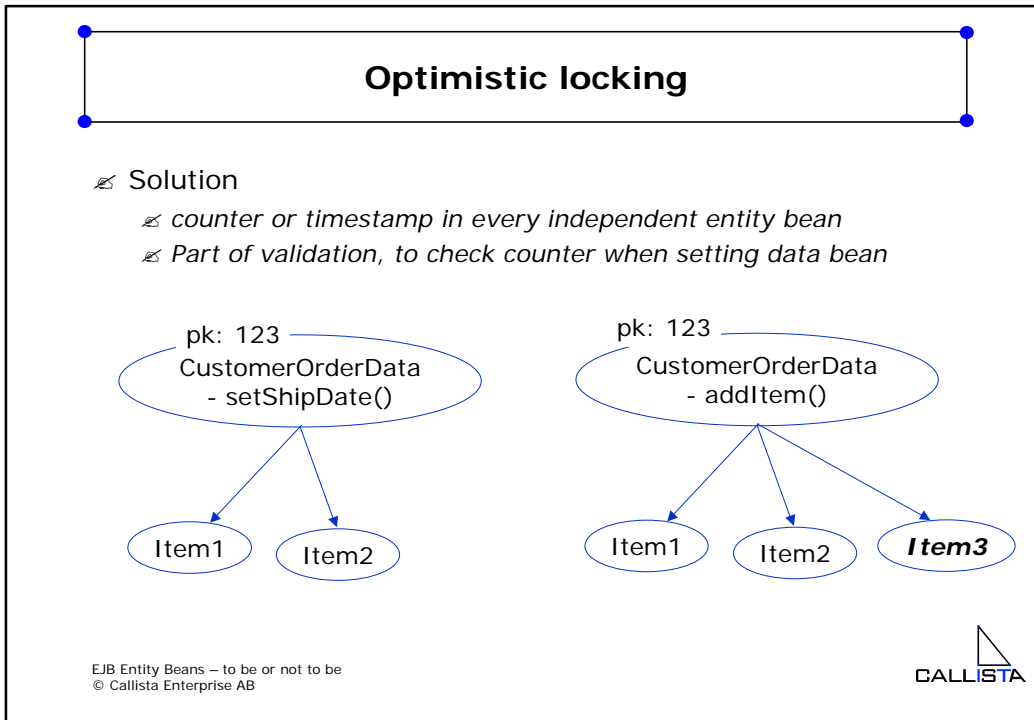 Optimistic locking
Solution
counter or timestamp in every independent entity bean
Part of validation, to check counter when setting data bean
pk: 123
CustomerOrderData
- setShipDate()
Item1
Item2
pk: 123
CustomerOrderData
- addItem()
Item1
Item2
Item3
EJB Entity Beans – to be or not to be
© Callista Enterprise AB
CALLISTA